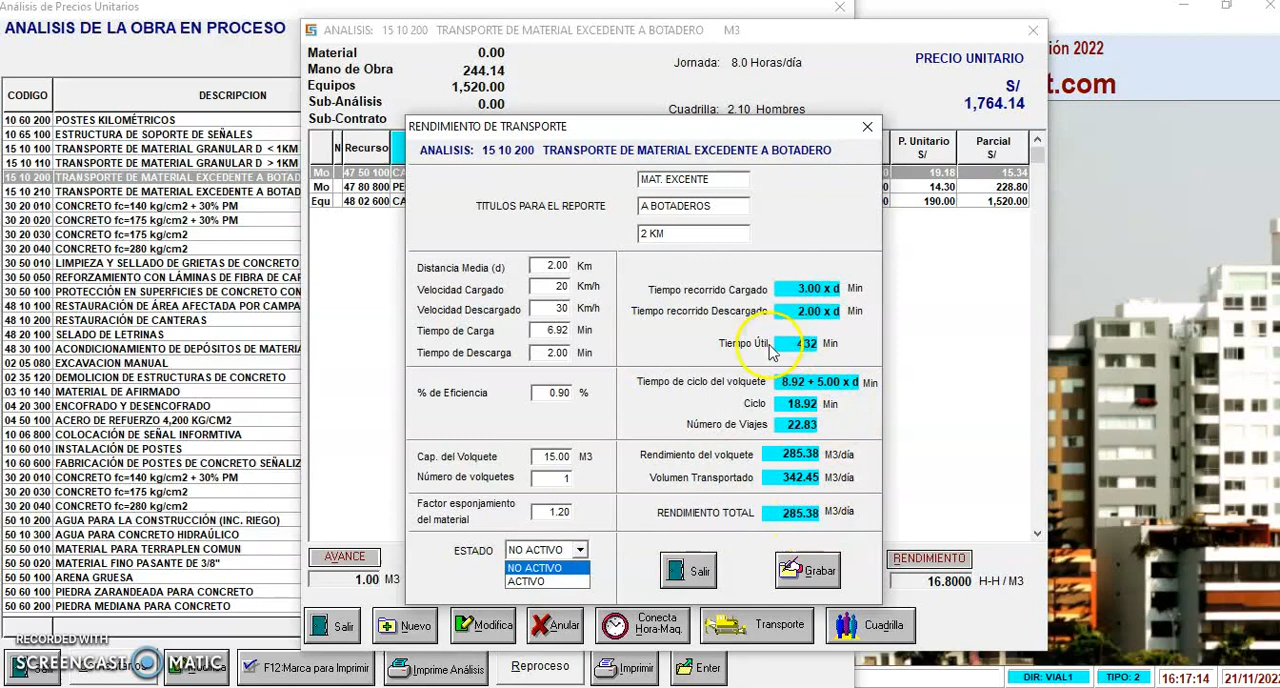 Análisis de Precios Unitarios
ANALISIS DE LA OBRA EN PROCESO
CODIGO DESCRIPCION
10 60 200 POSTES KILOMÉTRICOS
10 65 100 ESTRUCTURA DE SOPORTE DE SEÑALES
15 10 100 TRANSPORTE DE MATERIAL GRANULAR D < 1KM
15 10 110 TRANSPORTE DE MATERIAL GRANULAR D > 1KM
15 10 200 TRANSPORTE DE MATERIAL EXCEDENTE A BOTAD
15 10 210 TRANSPORTE DE MATERIAL EXCEDENTE A BOTAD
30 20 010 CONCRETO fc=140 kg/cm2 + 30% PM
30 20 020 CONCRETO fc=175 kg/cm2 + 30% PM
30 20 030 CONCRETO fc=175 kg/cm2
30 20 040 CONCRETO fc=280 kg/cm2
30 50 010 LIMPIEZA Y SELLADO DE GRIETAS DE CONCRET
30 50 050 REFORZAMIENTO CON LÁMINAS DE FIBRA DE CAR
30 50 100 PROTECCIÓN EN SUPERFICIES DE CONCRETO CON
48 10 100 RESTAURACIÓN DE ÁREA AFECTADA POR CAMPA
48 10 110 RESTAURACIÓN DE CANTERAS
48 20 100 SELADO DE LETRINAS
48 20 200 ACONDICIONAMIENTO DE DEPÓSITOS DE MATERIA
02 05 080 EXCAVACION MANUAL
02 35 120 DEMOLICION DE ESTRUCTURAS DE CONCRETO
03 10 140 MATERIAL DE AFIRMADO
04 20 300 ENCOFRADO Y DESENCOFRADO
04 50 100 ACERO DE REFUERZO 4,200 KG/CM2
10 06 800 COLOCACIÓN DE SEÑAL INFORMTIVA
10 06 010 INSTALACIÓN DE POSTES
10 60 600 FABRICACIÓN DE POSTES DE CONCRETO SEÑALIZ
30 20 010 CONCRETO fc=140 kg/cm2 + 30% PM
30 20 030 CONCRETO fc=175 kg/cm2
30 20 040 CONCRETO fc=280 kg/cm2
50 10 200 AGUA PARA LA CONSTRUCCIÓN (INC. RIEGO)
50 10 300 AGUA PARA CONCRETO HIDRÁULICO
50 50 010 MATERIAL PARA TERRAPLEN COMUN
50 50 020 MATERIAL FINO PASANTE DE 3/8"
50 50 100 ARENA GRUESA
50 60 100 PIEDRA ZARANDEADA PARA CONCRETO
50 60 200 PIEDRA MEDIANA PARA CONCRETO
ANALISIS: 15 10 200 TRANSPORTE DE MATERIAL EXCEDENTE A BOTADERO M3
Material 0.00
Mano de Obra 244.14
Equipos 1,520.00
Sub-Análisis 0.00
Sub-Contrato
Jornada: 8.0 Horas/día
Cuadrilla: 2.10 Hombres
PRECIO UNITARIO
S/
1,764.14
N Recurso P. Unitario S/ Parcial S/
Mo 47 50 100 CA 19.18 15.34
Mo 47 80 800 PE 14.30 228.80
Equ 48 02 600 CA 190.00 1,520.00
ión 2022
t.com
RENDIMIENTO DE TRANSPORTE
ANALISIS: 15 10 200 TRANSPORTE DE MATERIAL EXCEDENTE A BOTADERO
TITULOS PARA EL REPORTE
MAT. EXCENTE
A BOTADEROS
2 KM
Distancia Media (d) 2.00 Km
Velocidad Cargado 20 Km/h
Velocidad Descargado 30 Km/h
Tiempo de Carga 6.92 Min
Tiempo de Descarga 2.00 Min
Tiempo recorrido Cargado 3.00 x d Min
Tiempo recorrido Descargado 2.00 x d Min
Tiempo Útil 432 Min
% de Eficiencia 0.90 %
Tiempo de ciclo del volquete 8.92 + 5.00 x d Min
Ciclo 18.92 Min
Número de Viajes 22.83
Cap. del Volquete 15.00 M3
Número de volquetes 1
Rendimiento del volquete 285.38 M3/día
Volumen Transportado 342.45 M3/día
Factor esponjamiento
del material 1.20
RENDIMIENTO TOTAL 285.38 M3/día
ESTADO NO ACTIVO
NO ACTIVO
ACTIVO
Salir Grabar
AVANCE
1.00 M3
RENDIMIENTO
16.8000 H-H / M3
Salir Nuevo Modifica Anular Conecta Hora-Maq. Transporte Cuadrilla
RECORDED WITH
SCREENCAST MATIC
F12:Marca para Imprimir Imprime Análisis Reproceso Imprimir Enter
DIR: VIAL1 TIPO: 2 16:17:14 21/11/202